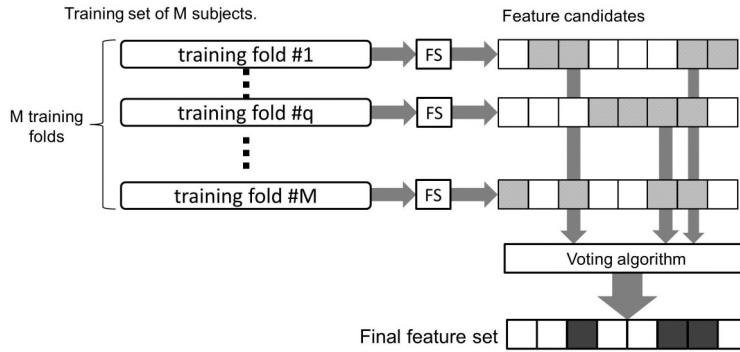 Training set of M subjects.
Feature candidates
training fold #1
FS
M training
folds
training fold #q
FS
training fold #M
FS
Voting algorithm
Final feature set